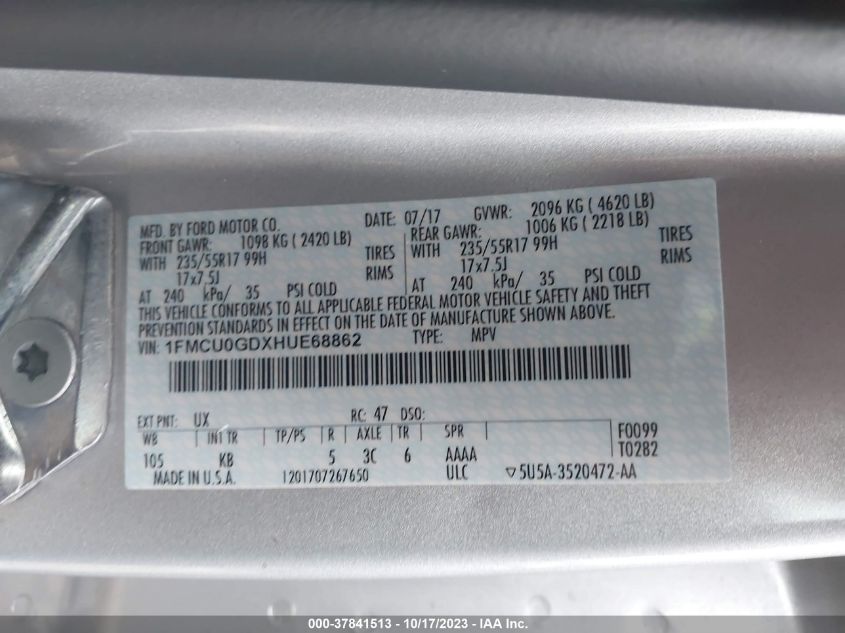 MFD. BY FORD MOTOR CO. DATE: 07/17 GVWR: 2096 KG ( 4620 LB)
FRONT GAWR: 1098 KG ( 2420 LB) REAR GAWR: 1006 KG ( 2218 LB)
WITH 235/55R17 99H TIRES WITH 235/55R17 99H TIRES
17x7.5J RIMS 17x7.5J RIMS
AT 240 kPa/ 35 PSI COLD AT 240 kPa/ 35 PSI COLD
THIS VEHICLE CONFORMS TO ALL APPLICABLE FEDERAL MOTOR VEHICLE SAFETY AND THEFT
PREVENTION STANDARDS IN EFFECT ON THE DATE OF MANUFACTURE SHOWN ABOVE.
VIN: 1FMCU0GDXHUE68862 TYPE: MPV
EXT PNT: UX RC: 47 DSO:
WB INT TR TP/PS R AXLE TR SPR F0099
105 KB 5 3C 6 AAAA T02B2
MADE IN U.S.A. 1201707267650 ULC ▽5U5A-3520472-AA
000-37841513 - 10/17/2023 - IAA Inc.